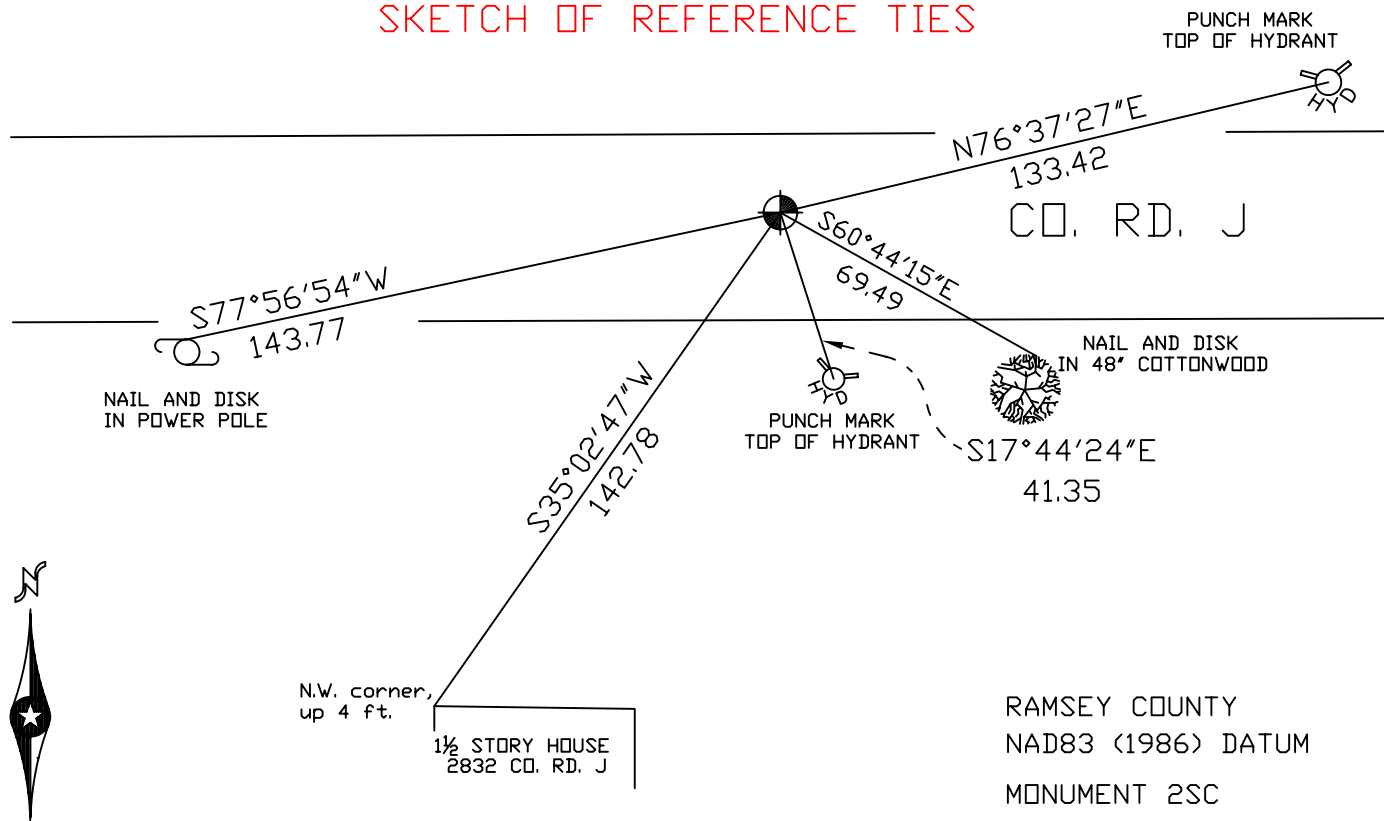 SKETCH OF REFERENCE TIES
PUNCH MARK
TOP OF HYDRANT
HYD
N76°37'27"E
133.42
CO. RD. J
S60°44'15"E
69.49
S77°56'54"W
143.77
NAIL AND DISK
IN POWER POLE
NAIL AND DISK
IN 48" COTTONWOOD
HYD
PUNCH MARK
TOP OF HYDRANT
S17°44'24"E
41.35
S35°02'47"W
142.78
N
N.W. corner,
up 4 ft.
1½ STORY HOUSE
2832 CO. RD. J
RAMSEY COUNTY
NAD83 (1986) DATUM
MONUMENT 2SC